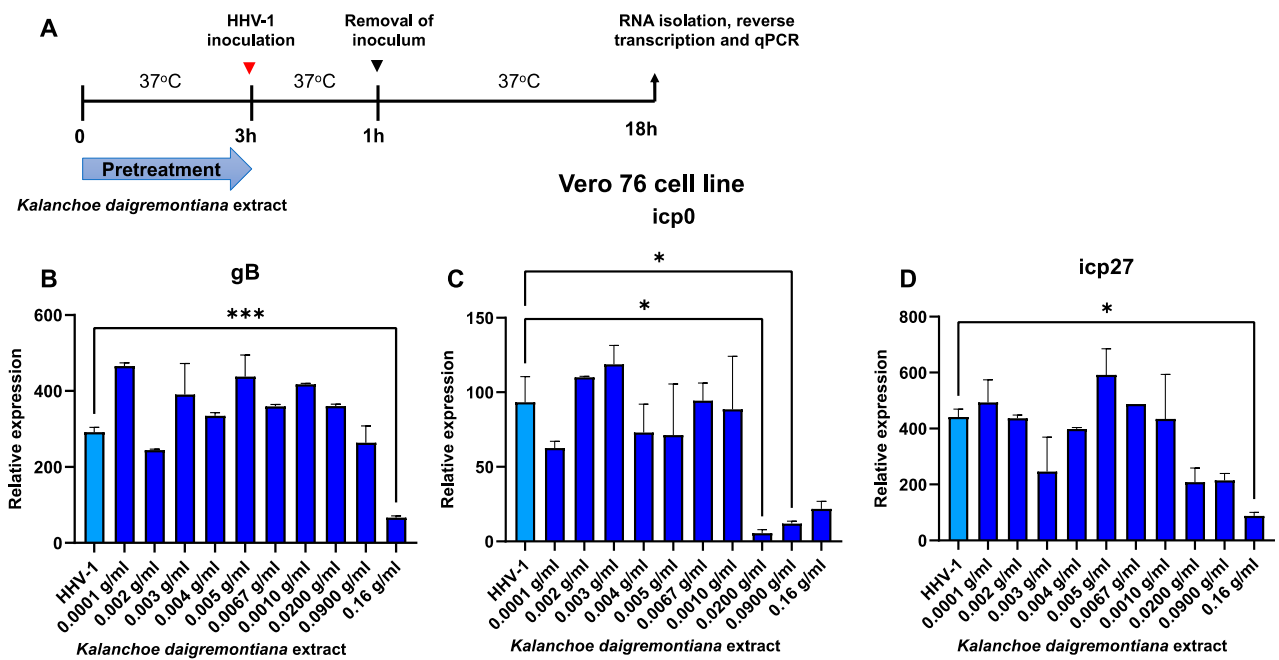 A
HHV-1
inoculation
Removal of
inoculum
RNA isolation, reverse
transcription and qPCR
37°C
37°C
37°C
0
3h
1h
18h
Pretreatment
Kalanchoe daigremontiana extract
Vero 76 cell line
B
gB
***
Relative expression
600
400
200
0
HHV-1
0.0001 g/ml
0.002 g/ml
0.003 g/ml
0.004 g/ml
0.005 g/ml
0.0067 g/ml
0.0010 g/ml
0.0200 g/ml
0.0900 g/ml
0.16 g/ml
Kalanchoe daigremontiana extract
C
icp0
*
*
Relative expression
150
100
50
0
HHV-1
0.0001 g/ml
0.002 g/ml
0.003 g/ml
0.004 g/ml
0.005 g/ml
0.0067 g/ml
0.0010 g/ml
0.0200 g/ml
0.0900 g/ml
0.16 g/ml
Kalanchoe daigremontiana extract
D
icp27
*
Relative expression
800
600
400
200
0
HHV-1
0.0001 g/ml
0.002 g/ml
0.003 g/ml
0.004 g/ml
0.005 g/ml
0.0067 g/ml
0.0010 g/ml
0.0200 g/ml
0.0900 g/ml
0.16 g/ml
Kalanchoe daigremontiana extract